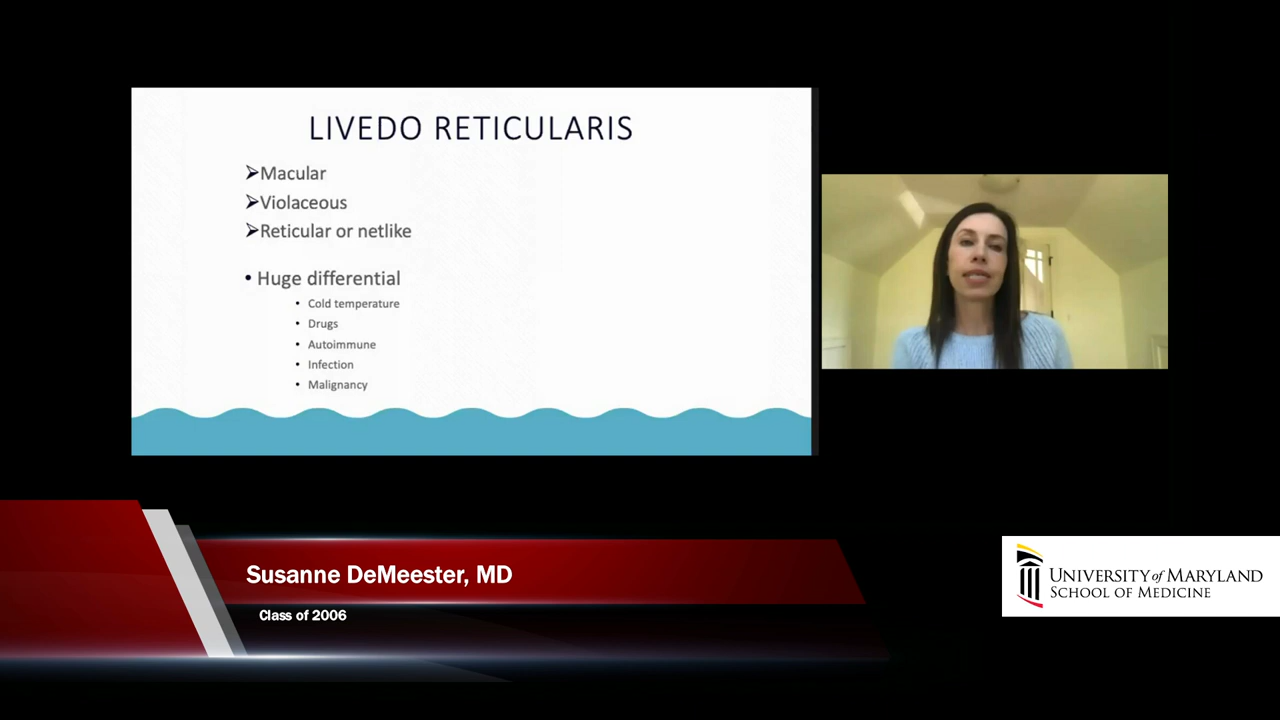 LIVEDO RETICULARIS
➢Macular
➢Violaceous
➢Reticular or netlike
• Huge differential
• Cold temperature
• Drugs
• Autoimmune
• Infection
• Malignancy
Susanne DeMeester, MD
Class of 2006
UNIVERSITY of MARYLAND
SCHOOL OF MEDICINE